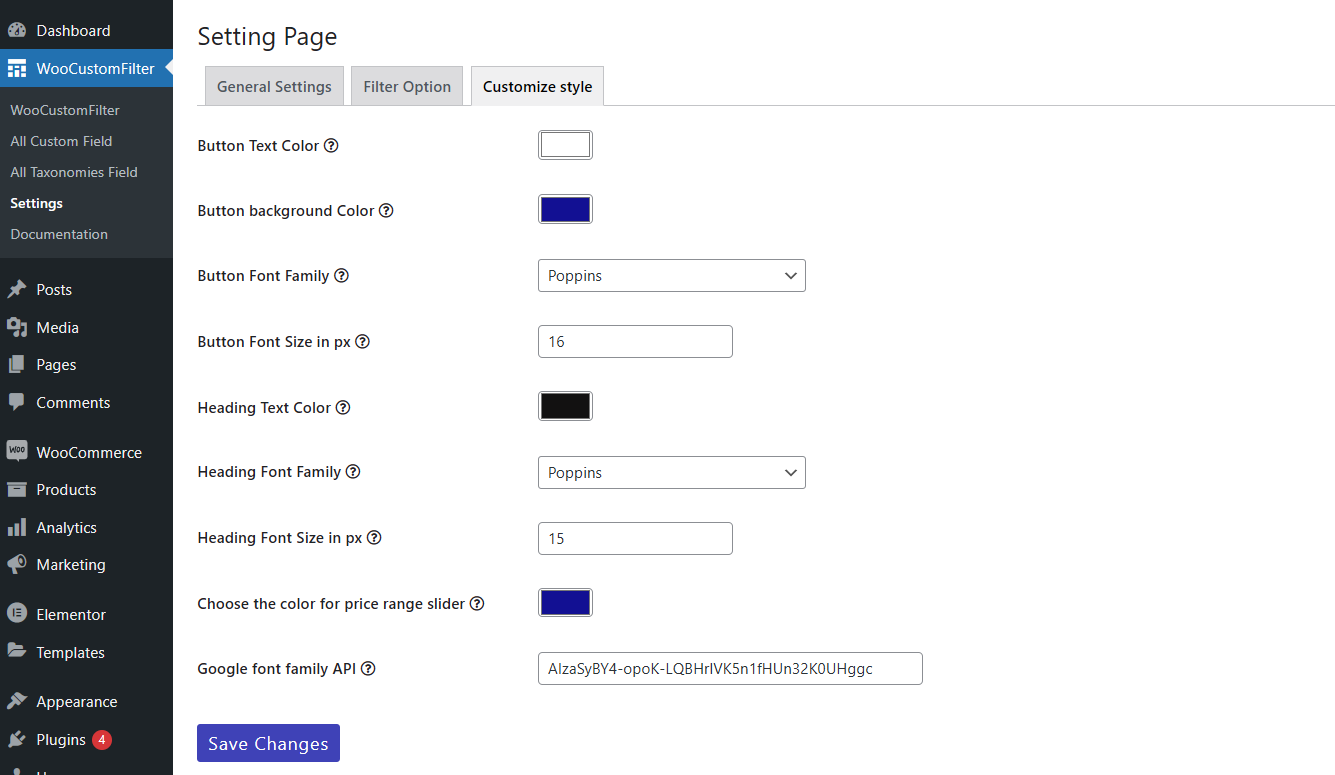 Dashboard
WooCustomFilter
WooCustomFilter
All Custom Field
All Taxonomies Field
Settings
Documentation
Posts
Media
Pages
Comments
WooCommerce
Products
Analytics
Marketing
Elementor
Templates
Appearance
Plugins 4
Setting Page
General Settings Filter Option Customize style
Button Text Color
Button background Color
Button Font Family Poppins
Button Font Size in px 16
Heading Text Color
Heading Font Family Poppins
Heading Font Size in px 15
Choose the color for price range slider
Google font family API AIzaSyBY4-opoK-LQBHrIVK5n1fHUn32K0UHggc
Save Changes